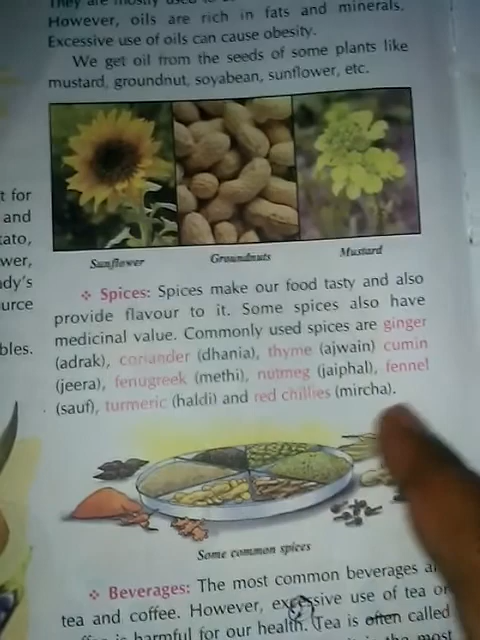 However, oils are rich in fats and minerals.
Excessive use of oils can cause obesity.
We get oil from the seeds of some plants like
mustard, groundnut, soyabean, sunflower, etc.
t for
and
tato,
wer,
dy's
urce
bles.
Sunflower Groundnuts Mustard
❖ Spices: Spices make our food tasty and also
provide flavour to it. Some spices also have
medicinal value. Commonly used spices are ginger
(adrak), coriander (dhania), thyme (ajwain) cumin
(jeera), fenugreek (methi), nutmeg (jaiphal), fennel
(sauf), turmeric (haldi) and red chillies (mircha).
Some common spices
❖ Beverages: The most common beverages
tea and coffee. However, excessive use of tea or
is harmful for our health. Tea is often called
the most